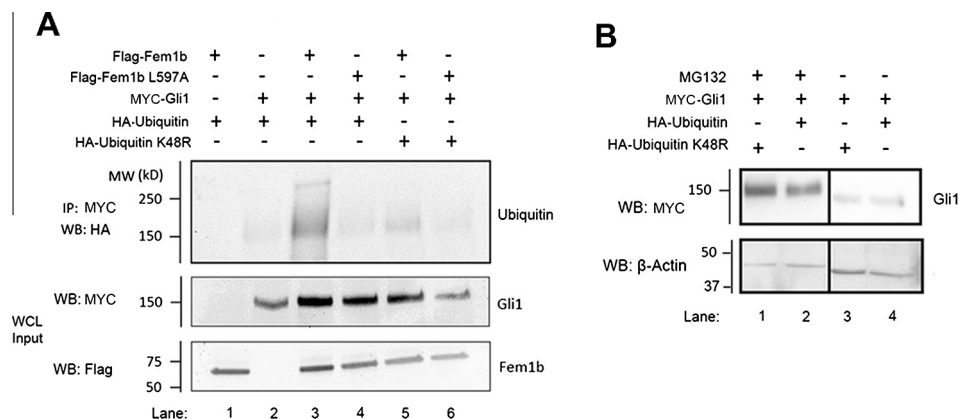 A
Flag-Fem1b + - + - + -
Flag-Fem1b L597A - - - + - +
MYC-Gli1 - + + + + +
HA-Ubiquitin + + + + - -
HA-Ubiquitin K48R - - - - + +
MW (kD)
250
IP: MYC
WB: HA
150
Ubiquitin
WB: MYC 150 Gli1
WCL
Input
75
WB: Flag Fem1b
50
Lane: 1 2 3 4 5 6
B
MG132 + + - -
MYC-Gli1 + + + +
HA-Ubiquitin - + - +
HA-Ubiquitin K48R + - + -
150
WB: MYC Gli1
50
WB: β-Actin
37
Lane: 1 2 3 4